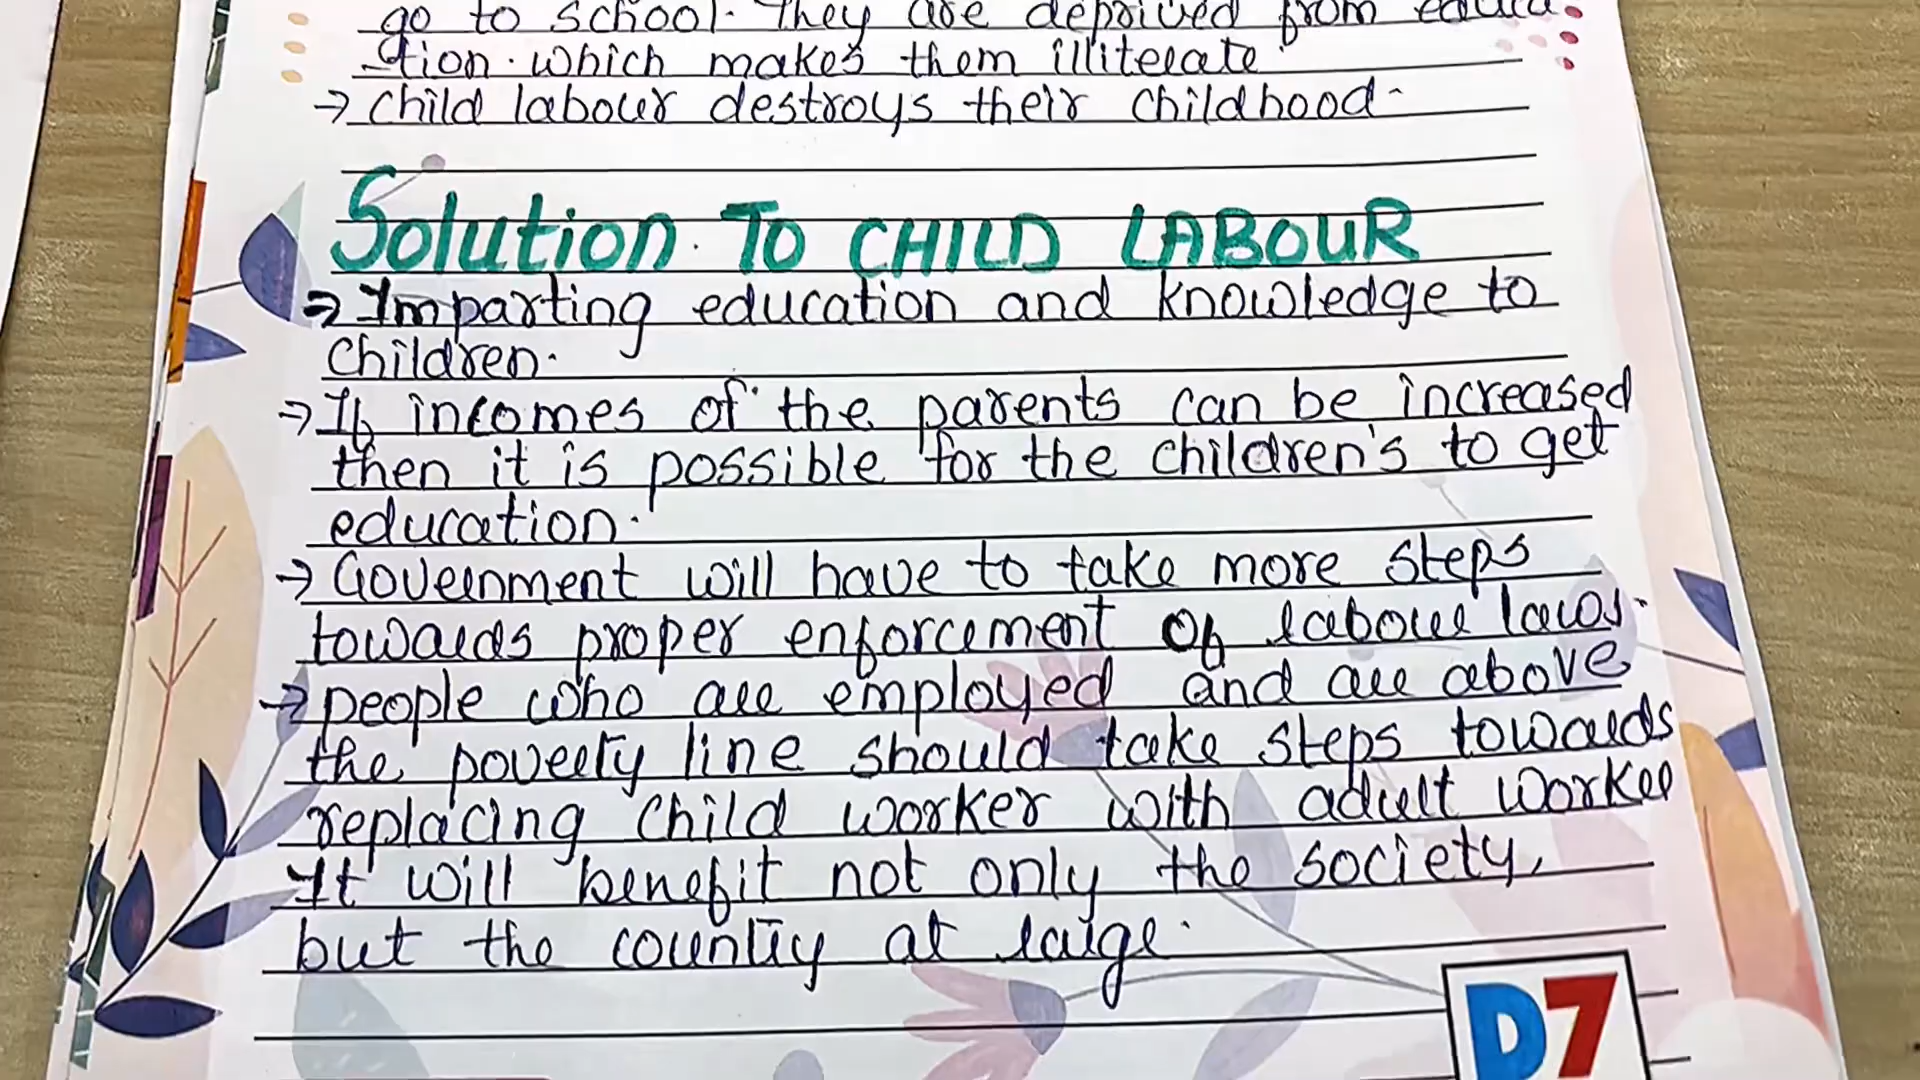 go to school. They are deprived from educa
-tion. which makes them illiterate
→ child labour destroys their childhood.
Solution To CHILD LABOUR
→ Imparting education and knowledge to
children.
→ If incomes of the parents can be increased
then it is possible for the children's to get
education.
→ Government will have to take more steps
towards proper enforcement of labour laws.
→ people who are employed and are above
the poverty line should take steps towards
replacing child worker with adult worker
It will benefit not only the society,
but the country at large.
D7